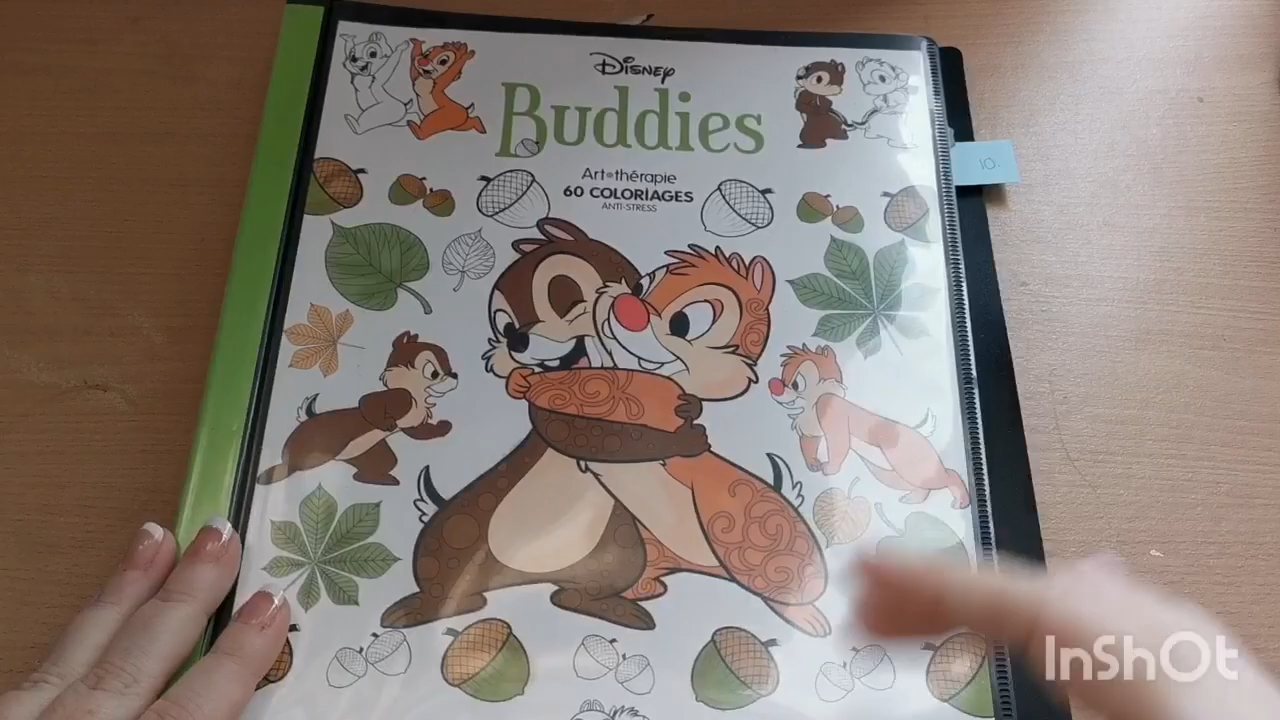 Disney
Buddies
Art•thérapie
60 COLORIAGES
ANTI-STRESS
10.
InShOt